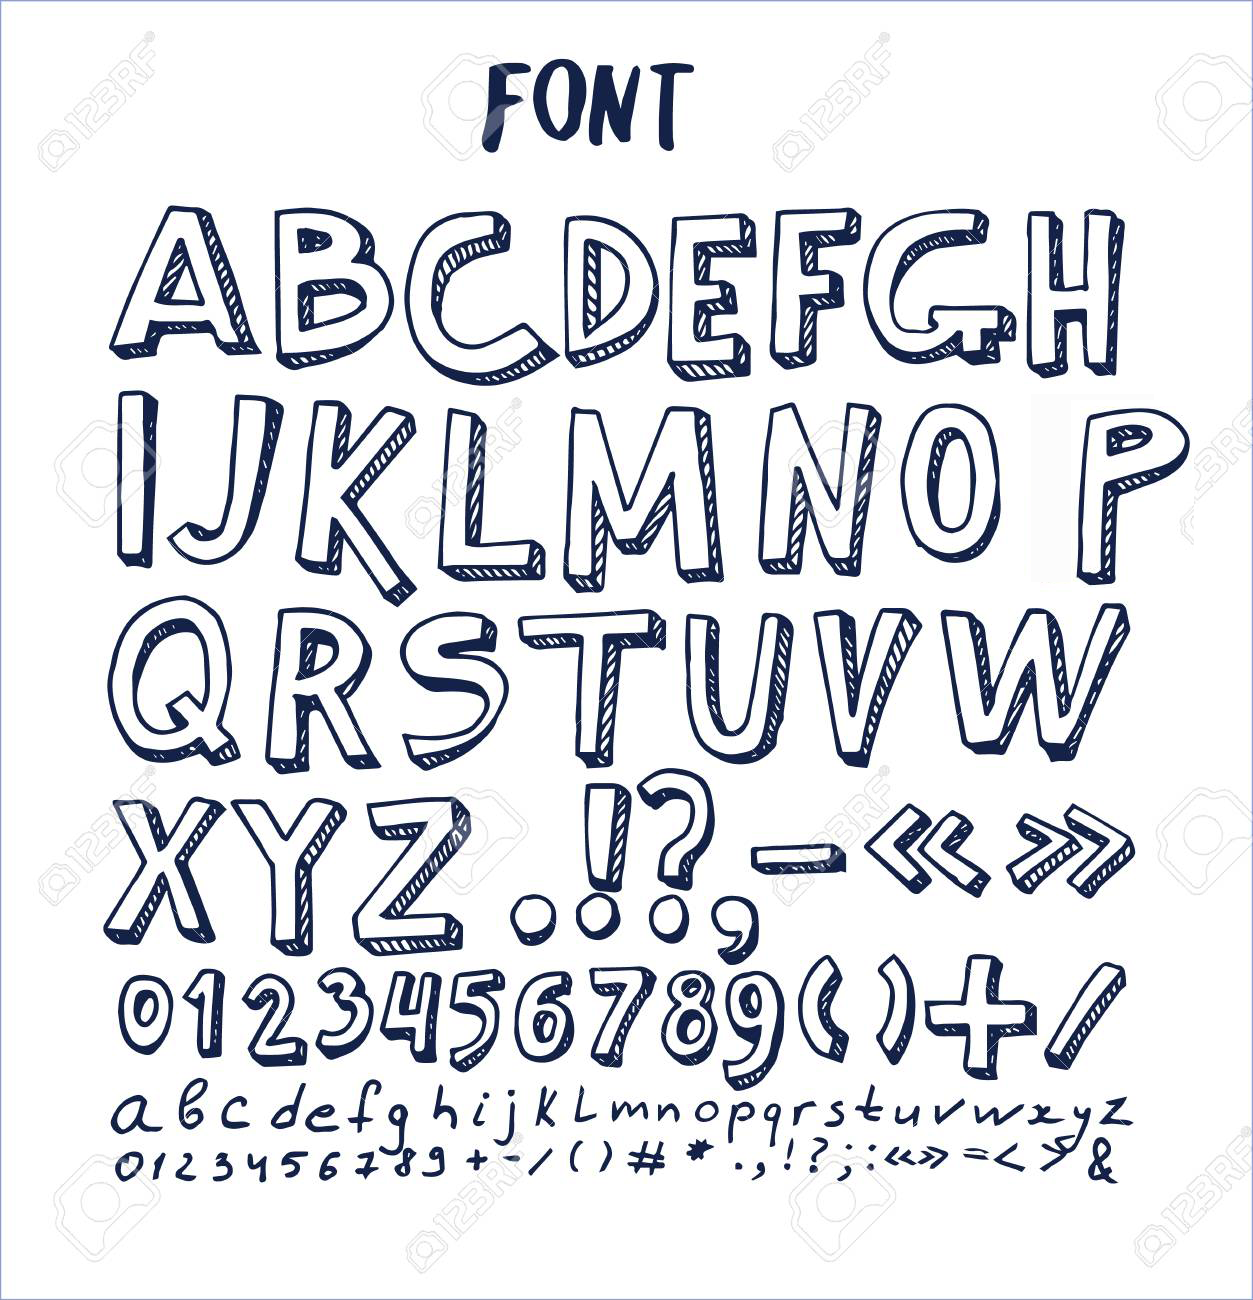 FONT
ABCDEFGH
IJKLMNOP
QRSTUVW
XYZ.!?,-«»
0123456789()+/
abcdefghijklmnopqrstuvwxyz
0123456789+-/()#*.,!?;:«»=<>&